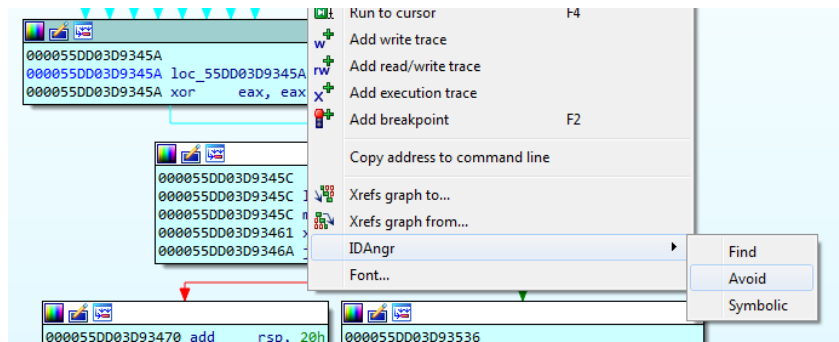 Run to cursor F4
Add write trace
Add read/write trace
Add execution trace
Add breakpoint F2
Copy address to command line
Xrefs graph to...
Xrefs graph from...
IDAngr
Font...
Find
Avoid
Symbolic
000055DD03D9345A
000055DD03D9345A loc_55DD03D9345A
000055DD03D9345A xor eax, eax
000055DD03D9345C
000055DD03D9345C
000055DD03D9345C
000055DD03D93461
000055DD03D9346A
000055DD03D93470 add rsp, 20h
000055DD03D93536